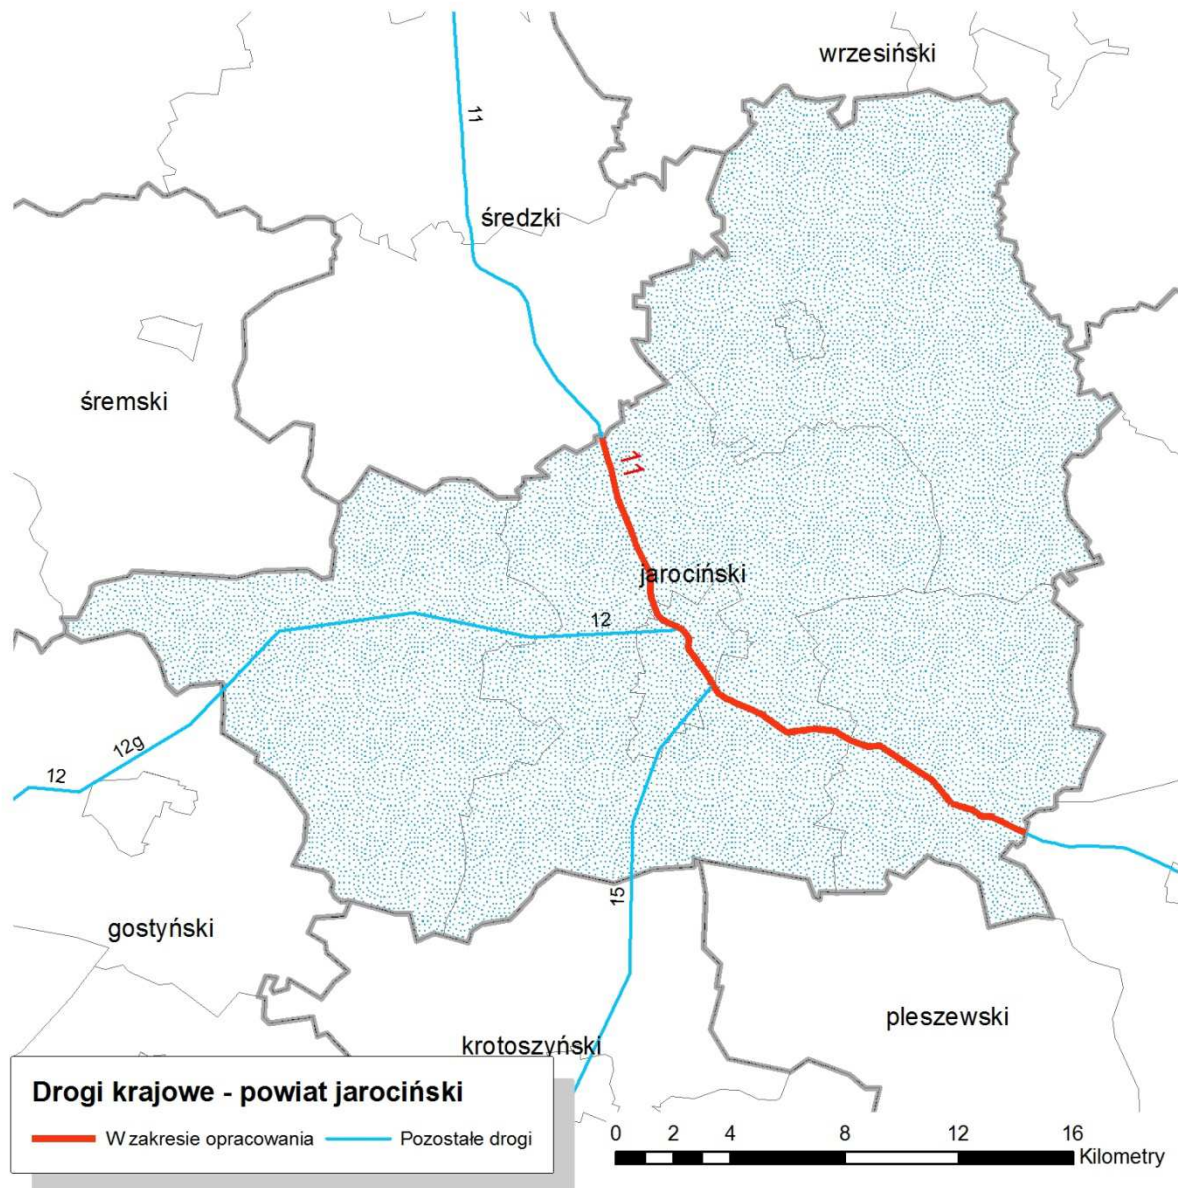 wrzesiński
11
średzki
śremski
11
jarociński
12
12g
12
15
gostyński
pleszewski
krotoszyński
Drogi krajowe - powiat jarociński
W zakresie opracowania
Pozostałe drogi
0 2 4 8 12 16
Kilometry